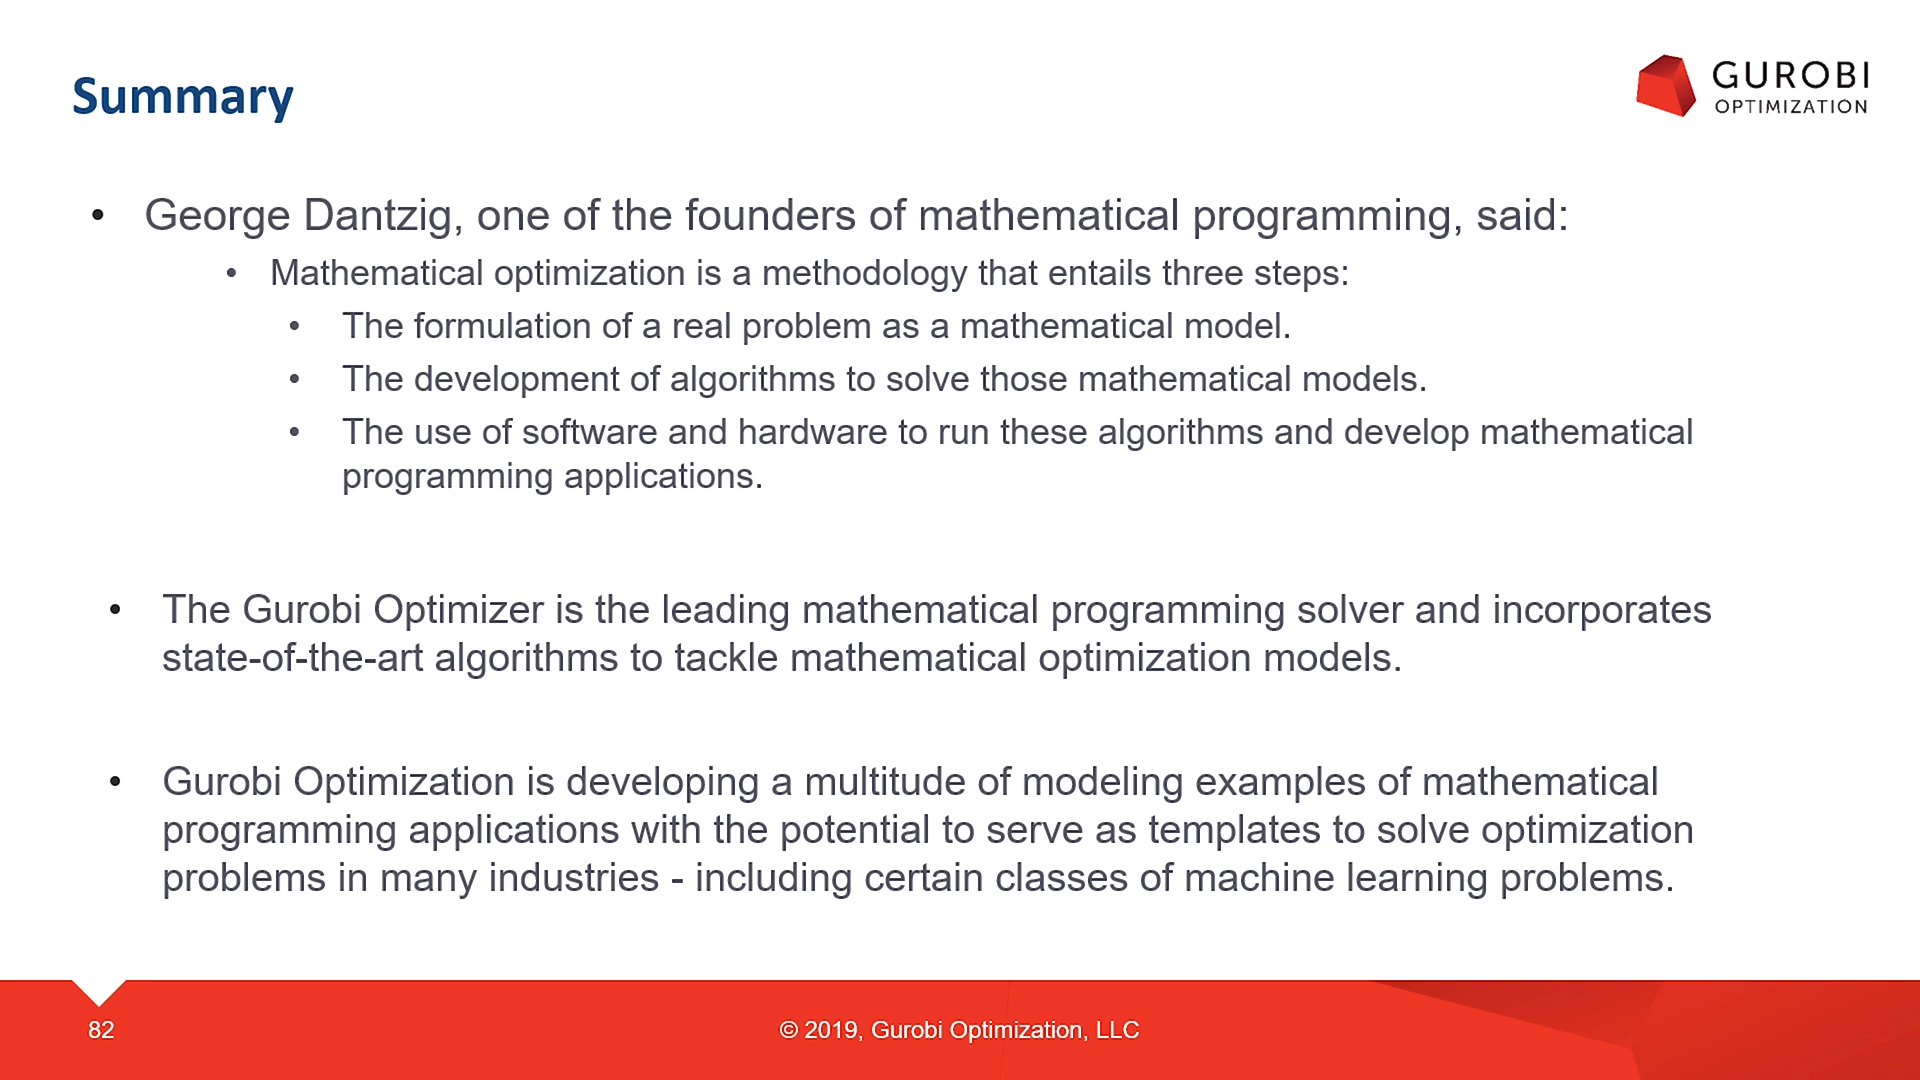 Summary
GUROBI
OPTIMIZATION
• George Dantzig, one of the founders of mathematical programming, said:
• Mathematical optimization is a methodology that entails three steps:
• The formulation of a real problem as a mathematical model.
• The development of algorithms to solve those mathematical models.
• The use of software and hardware to run these algorithms and develop mathematical
programming applications.
• The Gurobi Optimizer is the leading mathematical programming solver and incorporates
state-of-the-art algorithms to tackle mathematical optimization models.
• Gurobi Optimization is developing a multitude of modeling examples of mathematical
programming applications with the potential to serve as templates to solve optimization
problems in many industries - including certain classes of machine learning problems.
82
© 2019, Gurobi Optimization, LLC